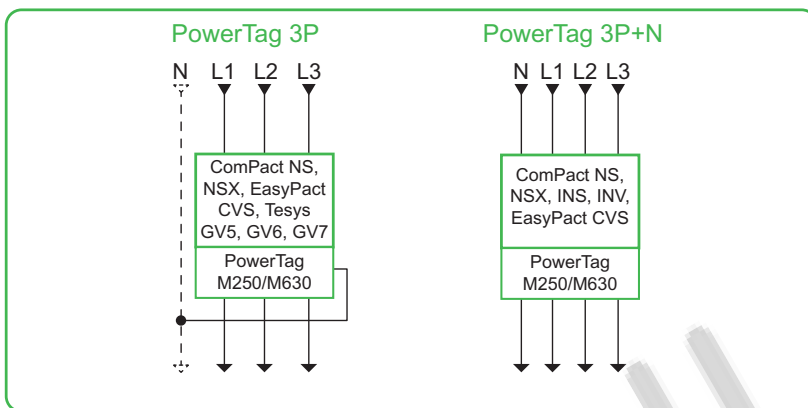 PowerTag 3P
N L1 L2 L3
ComPact NS,
NSX, EasyPact
CVS, Tesys
GV5, GV6, GV7
PowerTag
M250/M630
PowerTag 3P+N
N L1 L2 L3
ComPact NS,
NSX, INS, INV,
EasyPact CVS
PowerTag
M250/M630